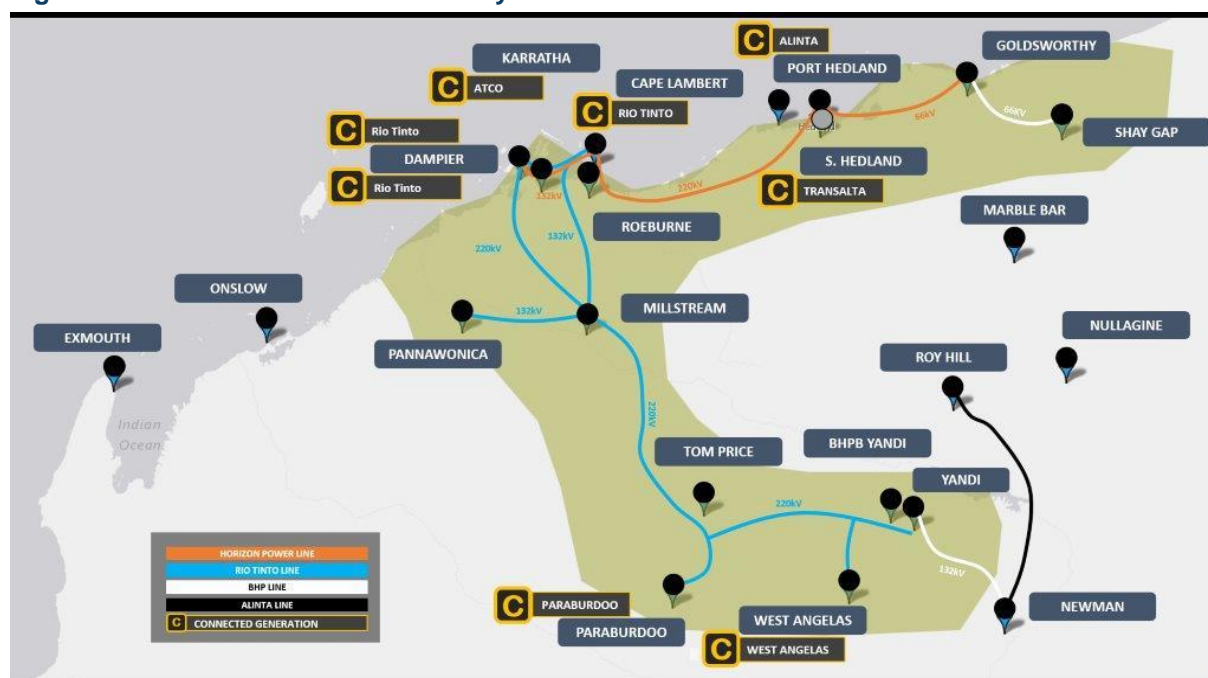 C ALINTA
GOLDSWORTHY
KARRATHA
PORT HEDLAND
C ATCO
CAPE LAMBERT
C RIO TINTO
C Rio Tinto
DAMPIER
C Rio Tinto
66kV
66KV
SHAY GAP
S. HEDLAND
C TRANSALTA
220kV
132kV
MARBLE BAR
ROEBURNE
220kV
132kV
ONSLOW
MILLSTREAM
132kV
EXMOUTH
PANNAWONICA
NULLAGINE
ROY HILL
Indian
Ocean
220kV
TOM PRICE
BHPB YANDI
YANDI
220kV
132kV
HORIZON POWER LINE
RIO TINTO LINE
BHP LINE
ALINTA LINE
C CONNECTED GENERATION
C PARABURDOO
PARABURDOO
WEST ANGELAS
C WEST ANGELAS
NEWMAN